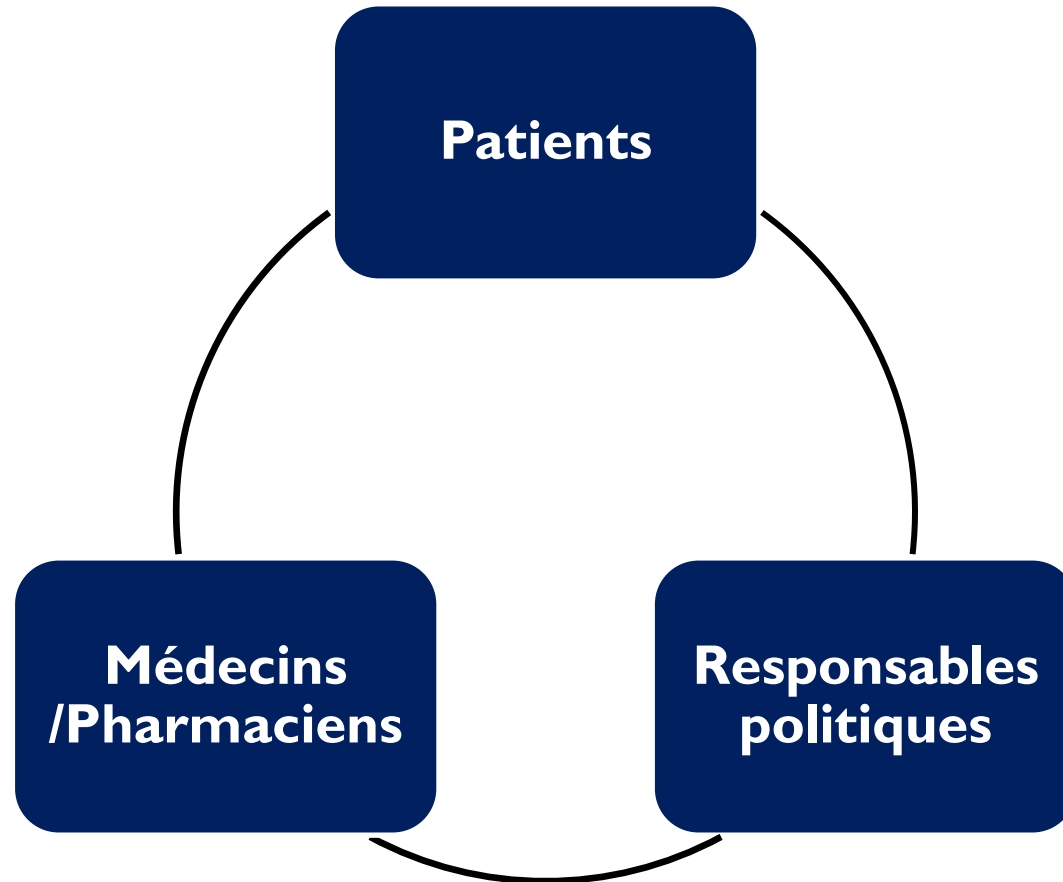 Patients
Médecins
/Pharmaciens
Responsables
politiques